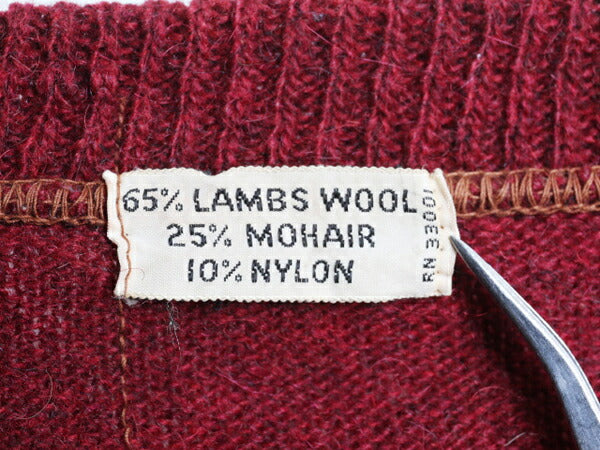 65% LAMBS WOOL
25% MOHAIR
10% NYLON
RN 33001